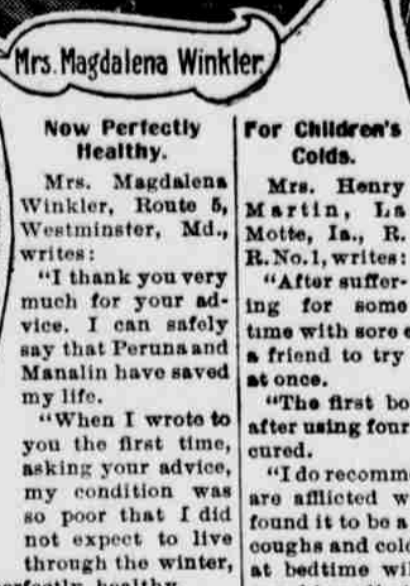 Mrs. Magdalena Winkler.
Now Perfectly
Healthy.
Mrs. Magdalena
Winkler, Route 5,
Westminster, Md.,
writes:
"I thank you very
much for your ad-
vice. I can safely
say that Peruna and
Manalin have saved
my life.
"When I wrote to
you the first time,
asking your advice,
my condition was
so poor that I did
not expect to live
through the winter,
perfectly healthy
For Children's
Colds.
Mrs. Henry
Martin, La
Motte, Ia., R.
R. No. 1, writes:
"After suffer-
ing for some
time with sore
a friend to try
at once.
"The first bo
after using four
cured.
"I do recomm
are afflicted w
found it to be a
coughs and cold
at bedtime wi